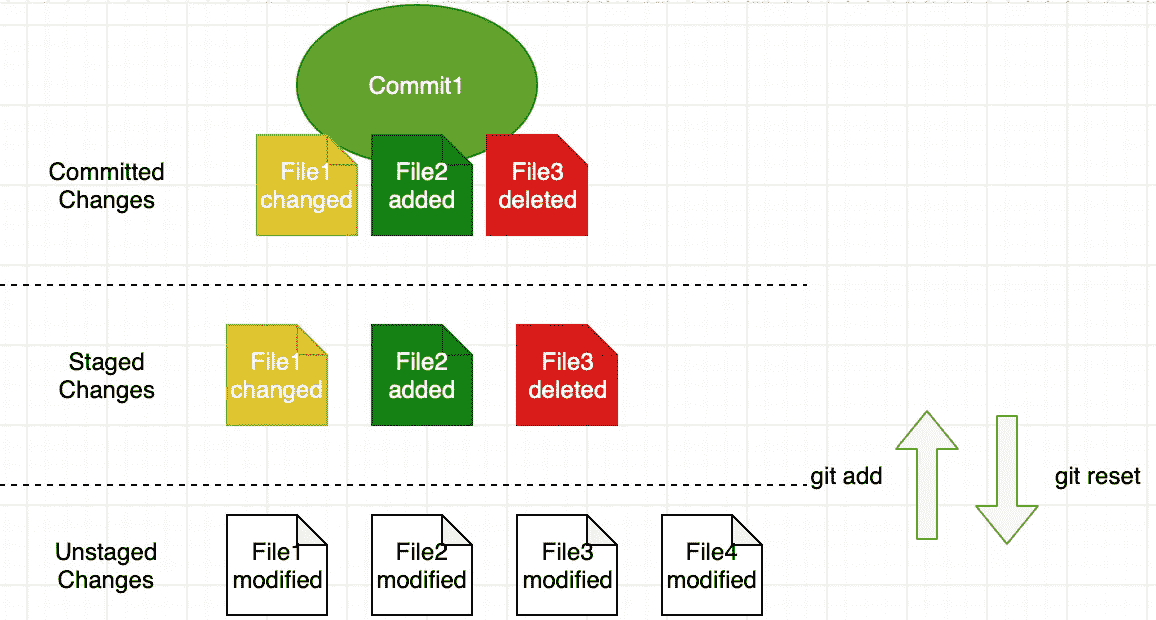 Commit1
Committed
Changes
File1
changed
File2
added
File3
deleted
Staged
Changes
File1
changed
File2
added
File3
deleted
git add
git reset
Unstaged
Changes
File1
modified
File2
modified
File3
modified
File4
modified